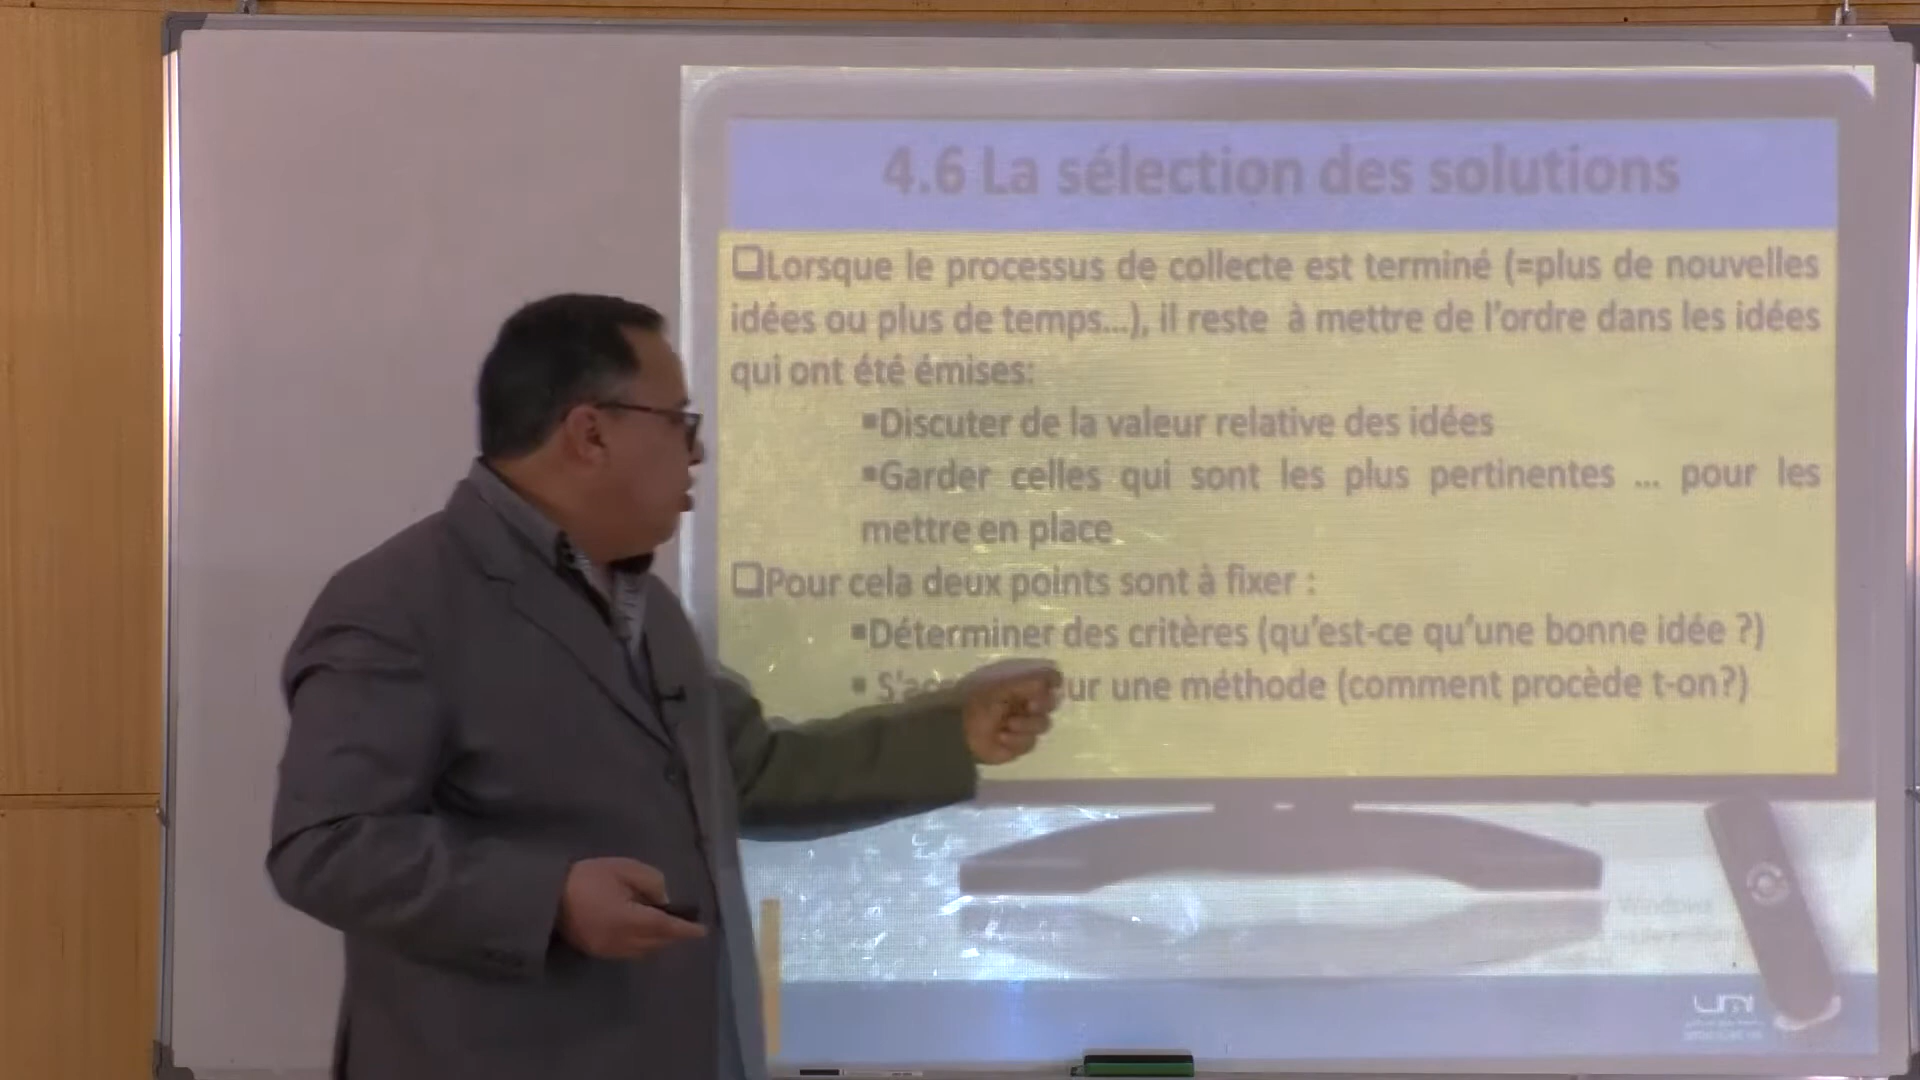 4.6 La sélection des solutions
❑Lorsque le processus de collecte est terminé (=plus de nouvelles
idées ou plus de temps...), il reste à mettre de l'ordre dans les idées
qui ont été émises:
▪Discuter de la valeur relative des idées
▪Garder celles qui sont les plus pertinentes ... pour les
mettre en place
❑Pour cela deux points sont à fixer :
▪Déterminer des critères (qu'est-ce qu'une bonne idée ?)
▪ une méthode (comment procède t-on?)
Windows
umi